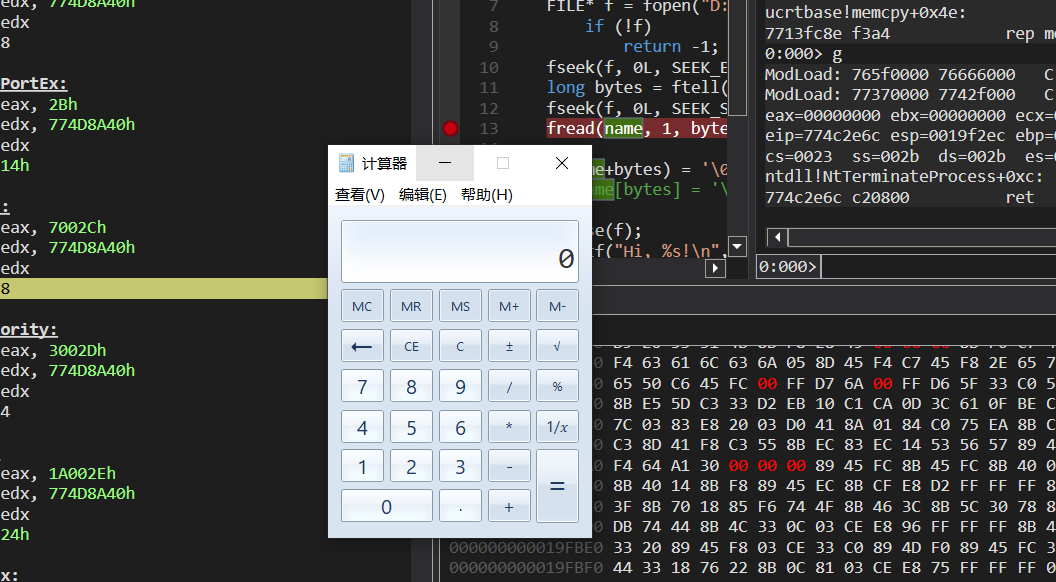 edx, 774D8A40h
edx
8
PortEx:
eax, 2Bh
edx, 774D8A40h
edx
14h
:
eax, 7002Ch
edx, 774D8A40h
edx
8
ority:
eax, 3002Dh
edx, 774D8A40h
edx
4
eax, 1A002Eh
edx, 774D8A40h
edx
24h
x:
7 FILE* f = fopen("D:
8 if (!f)
9 return -1;
10 fseek(f, 0L, SEEK_E
11 long bytes = ftell(
12 fseek(f, 0L, SEEK_S
13 fread(name, 1, byte
me+bytes) = '\0
me[bytes] = '\
se(f);
tf("Hi, %s!\n",
ucrtbase!memcpy+0x4e:
7713fc8e f3a4 rep mo
0:000> g
ModLoad: 765f0000 76666000 C
ModLoad: 77370000 7742f000 C
eax=00000000 ebx=00000000 ecx=
eip=774c2e6c esp=0019f2ec ebp=
cs=0023 ss=002b ds=002b es=0
ntdll!NtTerminateProcess+0xc:
774c2e6c c20800 ret
0:000>
计算器
查看(V) 编辑(E) 帮助(H)
0
MC MR MS M+ M-
← CE C ± √
7 8 9 / %
4 5 6 * 1/x
1 2 3 - =
0 . +
0 F4 63 61 6C 63 6A 05 8D 45 F4 C7 45 F8 2E 65 7
0 65 50 C6 45 FC 00 FF D7 6A 00 FF D6 5F 33 C0 5
0 8B E5 5D C3 33 D2 EB 10 C1 CA 0D 3C 61 0F BE C
0 7C 03 83 E8 20 03 D0 41 8A 01 84 C0 75 EA 8B C
0 C3 8D 41 F8 C3 55 8B EC 83 EC 14 53 56 57 89 4
0 F4 64 A1 30 00 00 00 89 45 FC 8B 45 FC 8B 40 0
0 8B 40 14 8B F8 89 45 EC 8B CF E8 D2 FF FF FF 8
0 3F 8B 70 18 85 F6 74 4F 8B 46 3C 8B 5C 30 78 8
0 DB 74 44 8B 4C 33 0C 03 CE E8 96 FF FF FF 8B 4
000000000019FBE0 33 20 89 45 F8 03 CE 33 C0 89 4D F0 89 45 FC 3
000000000019FBF0 44 33 18 76 22 8B 0C 81 03 CE E8 75 FF FF FF 0